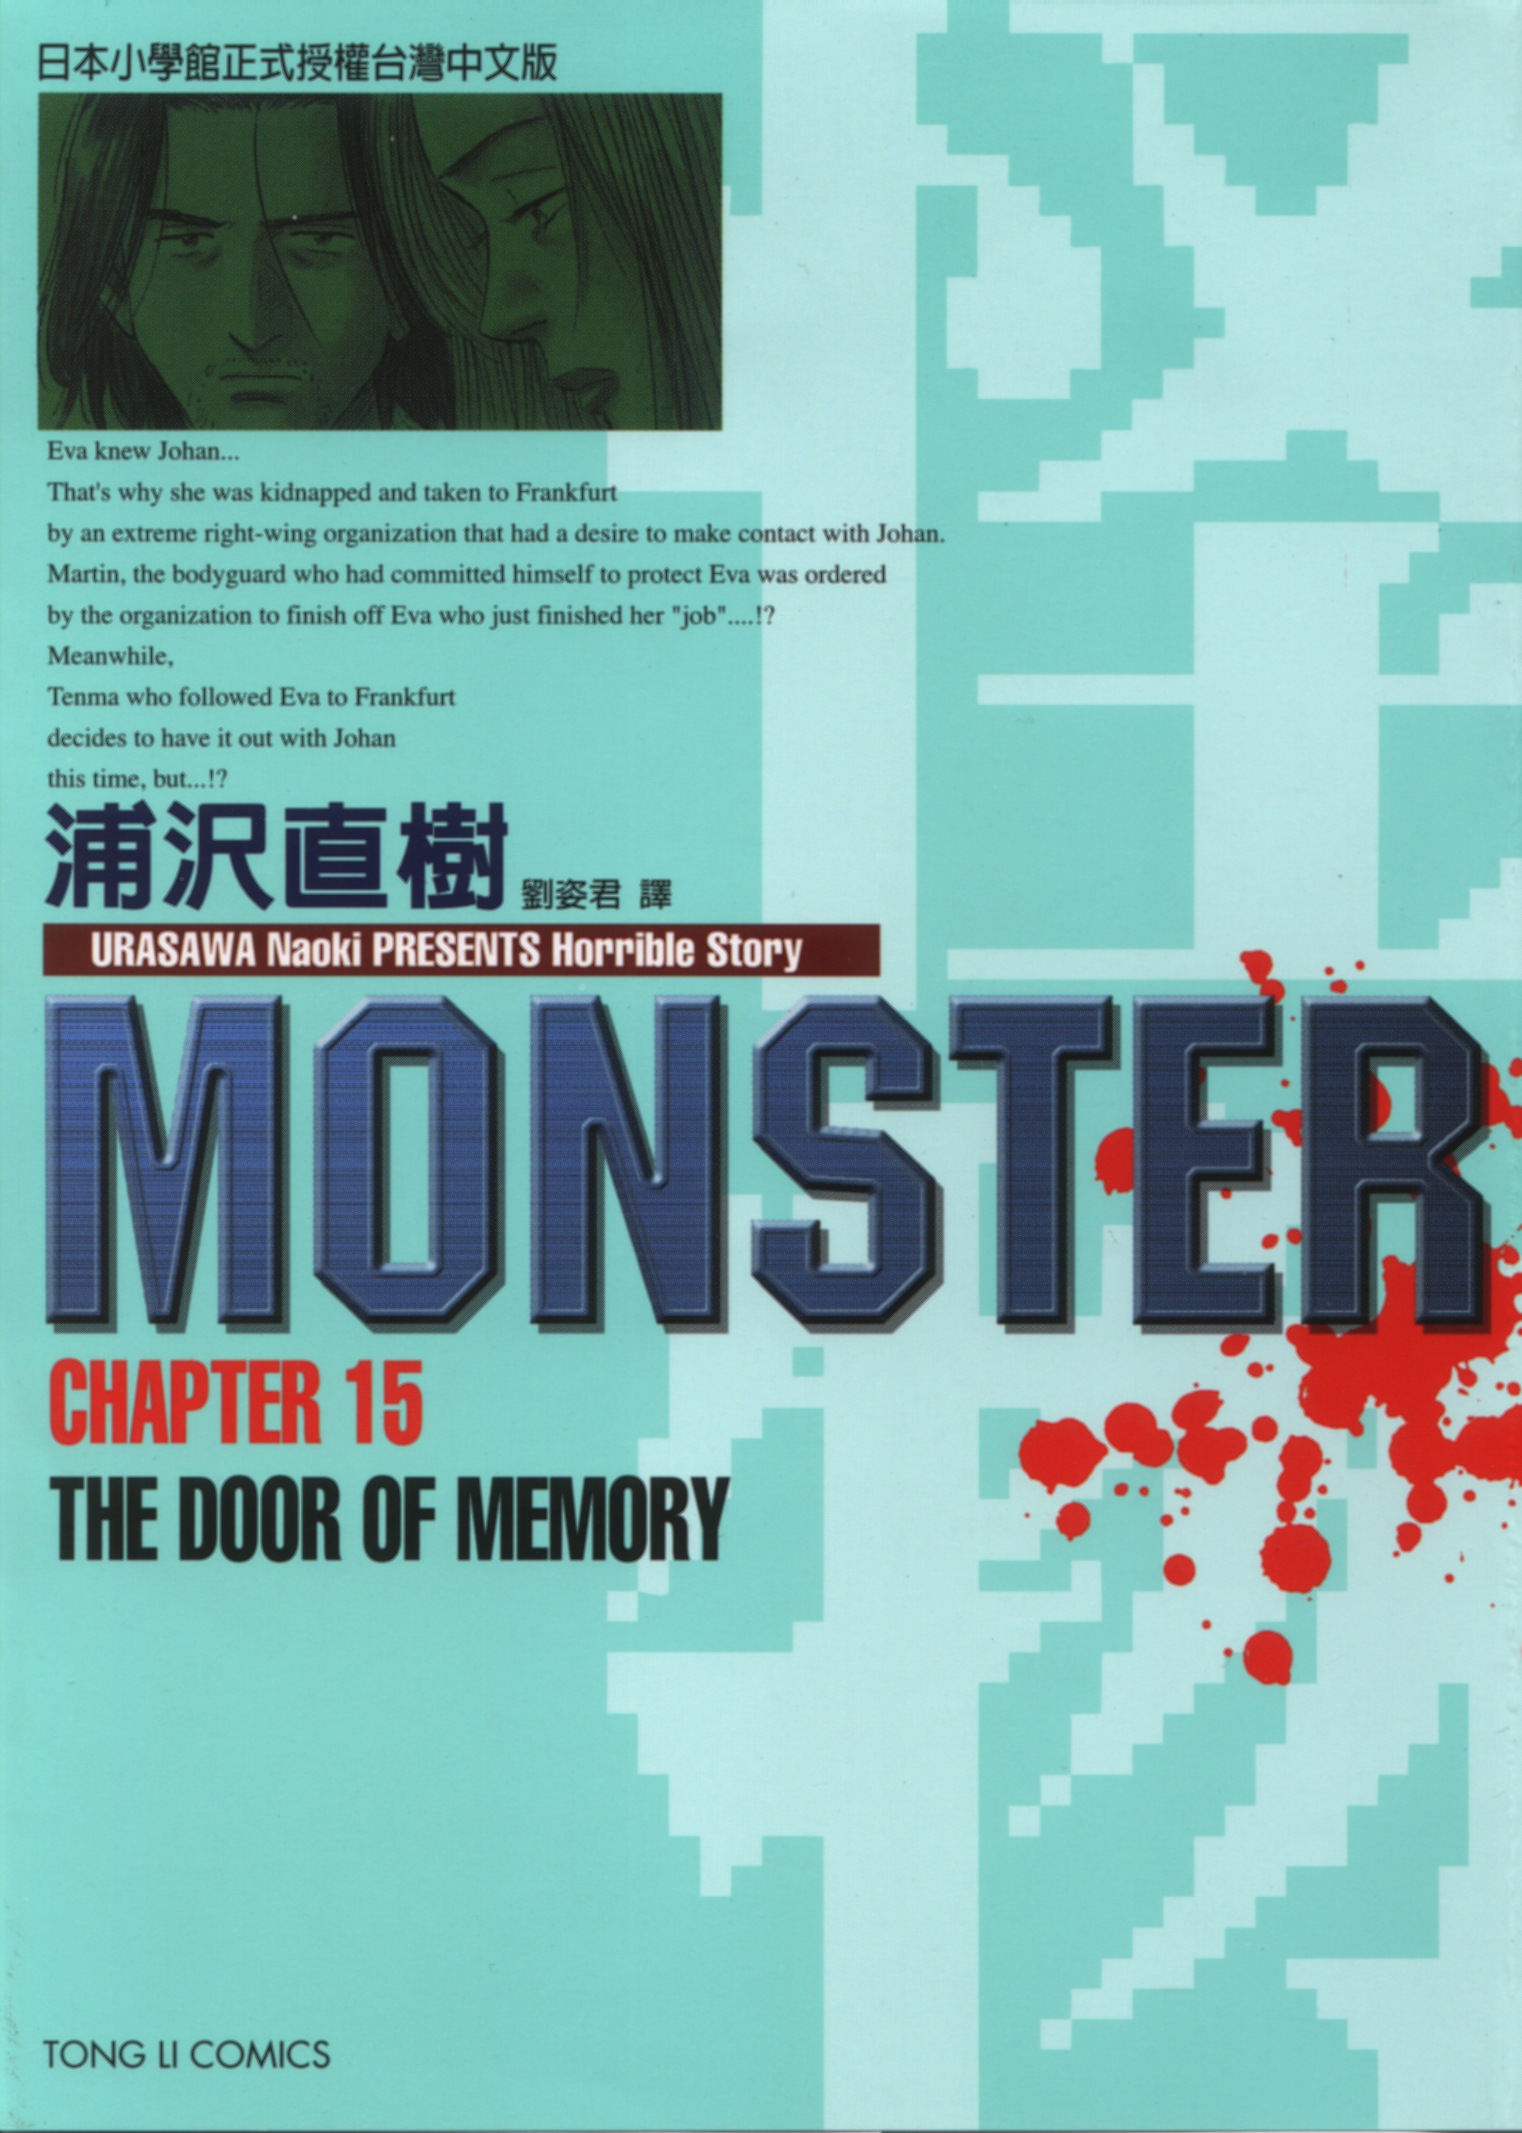 日本小學館正式授權台灣中文版
Eva knew Johan...
That's why she was kidnapped and taken to Frankfurt
by an extreme right-wing organization that had a desire to make contact with Johan.
Martin, the bodyguard who had committed himself to protect Eva was ordered
by the organization to finish off Eva who just finished her "job"....!?
Meanwhile,
Tenma who followed Eva to Frankfurt
decides to have it out with Johan
this time, but...!?
浦沢直樹 劉姿君 譯
URASAWA Naoki PRESENTS Horrible Story
MONSTER
CHAPTER 15
THE DOOR OF MEMORY
TONG LI COMICS